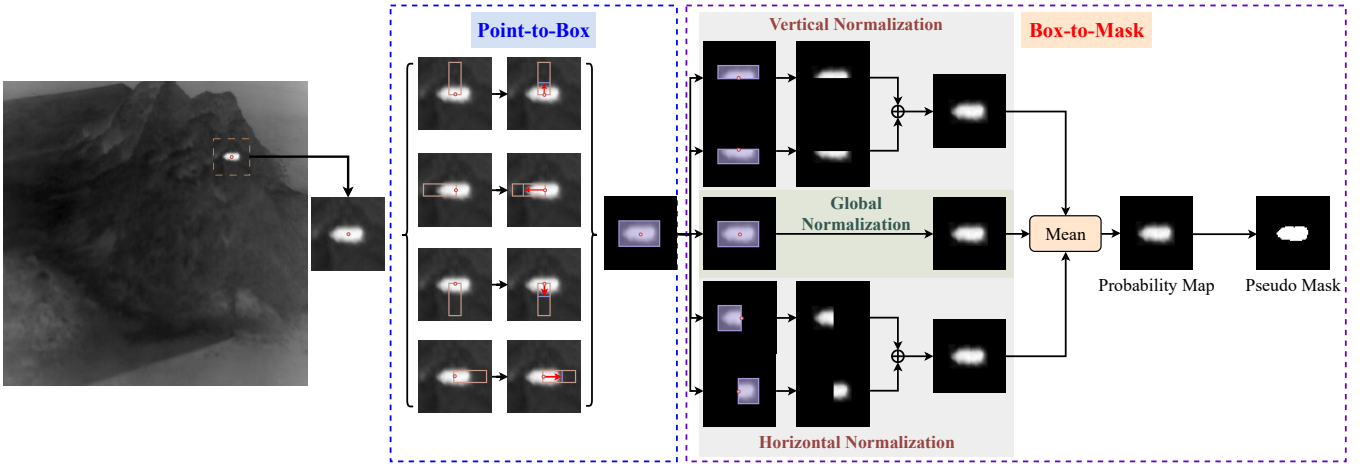 Point-to-Box
Vertical Normalization
Box-to-Mask
Global
Normalization
Mean
Probability Map
Pseudo Mask
Horizontal Normalization